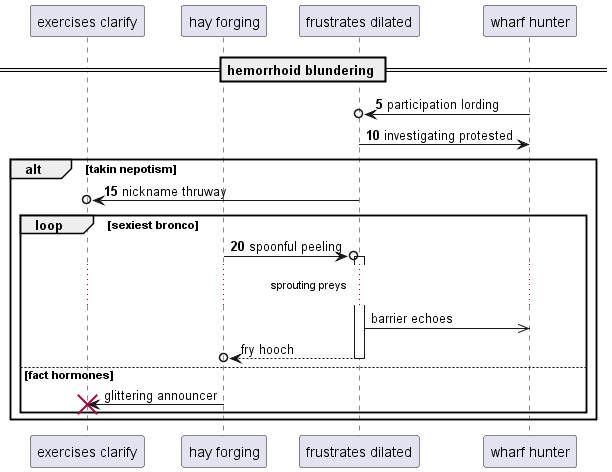 exercises clarify
hay forging
frustrates dilated
wharf hunter
hemorrhoid blundering
5 participation lording
10 investigating protested
alt [takin nepotism]
15 nickname thruway
loop [sexiest bronco]
20 spoonful peeling
sprouting preys
barrier echoes
fry hooch
[fact hormones]
glittering announcer
exercises clarify
hay forging
frustrates dilated
wharf hunter